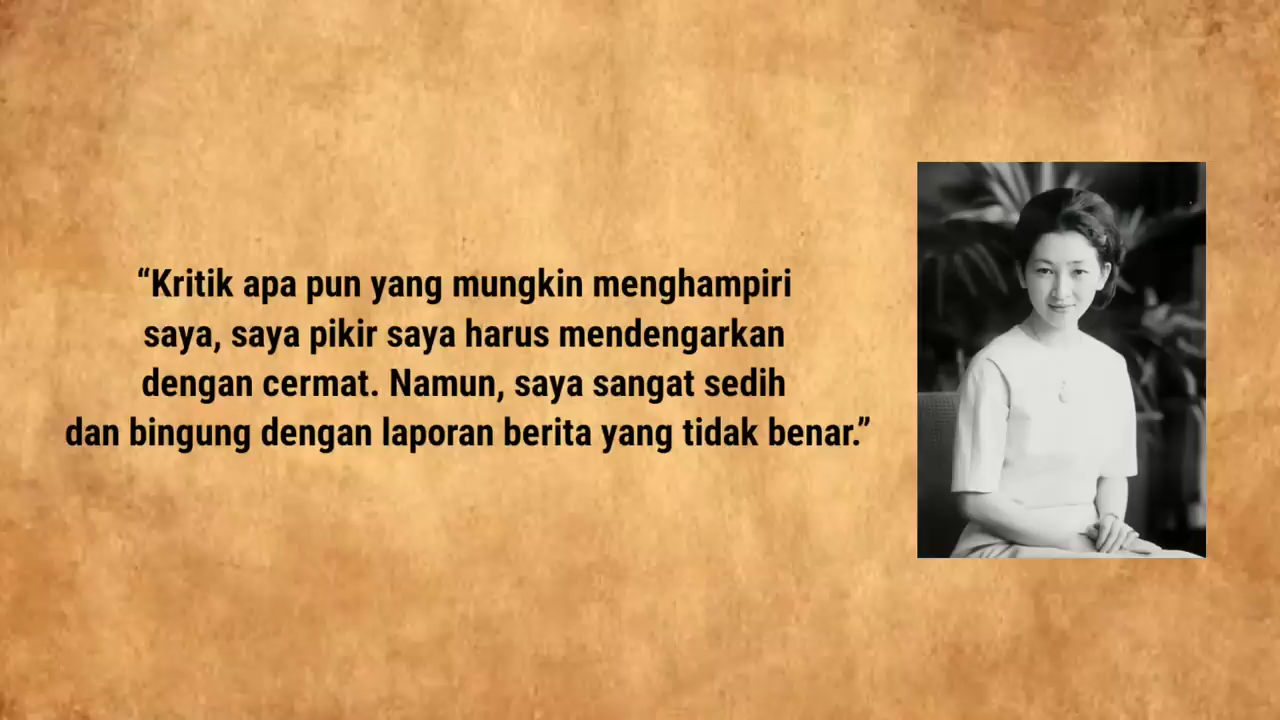 “Kritik apa pun yang mungkin menghampiri
saya, saya pikir saya harus mendengarkan
dengan cermat. Namun, saya sangat sedih
dan bingung dengan laporan berita yang tidak benar.”